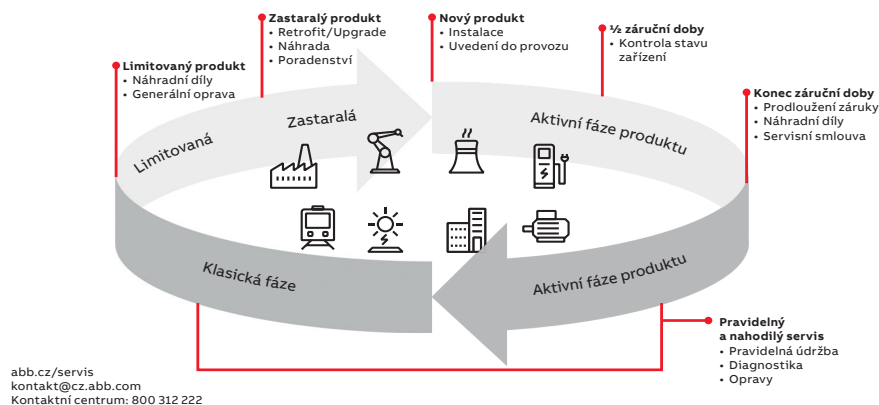 Zastaralý produkt
• Retrofit/Upgrade
• Náhrada
• Poradenství
Nový produkt
• Instalace
• Uvedení do provozu
½ záruční doby
• Kontrola stavu
zařízení
Limitovaný produkt
• Náhradní díly
• Generální oprava
Konec záruční doby
• Prodloužení záruky
• Náhradní díly
• Servisní smlouva
Limitovaná
Zastaralá
Aktivní fáze produktu
Klasická fáze
Aktivní fáze produktu
Pravidelný
a nahodilý servis
• Pravidelná údržba
• Diagnostika
• Opravy
abb.cz/servis
kontakt@cz.abb.com
Kontaktní centrum: 800 312 222